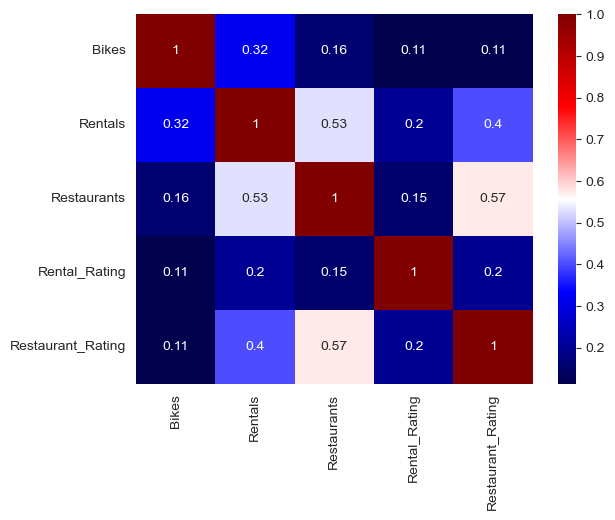 Bikes 1 0.32 0.16 0.11 0.11
Rentals 0.32 1 0.53 0.2 0.4
Restaurants 0.16 0.53 1 0.15 0.57
Rental_Rating 0.11 0.2 0.15 1 0.2
Restaurant_Rating 0.11 0.4 0.57 0.2 1
Bikes
Rentals
Restaurants
Rental_Rating
Restaurant_Rating
1.0
0.9
0.8
0.7
0.6
0.5
0.4
0.3
0.2